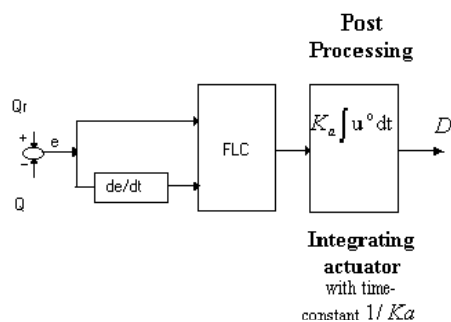 Post
Processing
Qr
+
e
−
Q
de/dt
FLC
Kₐ∫u°dt
D
Integrating
actuator
with time-
constant 1/ Ka